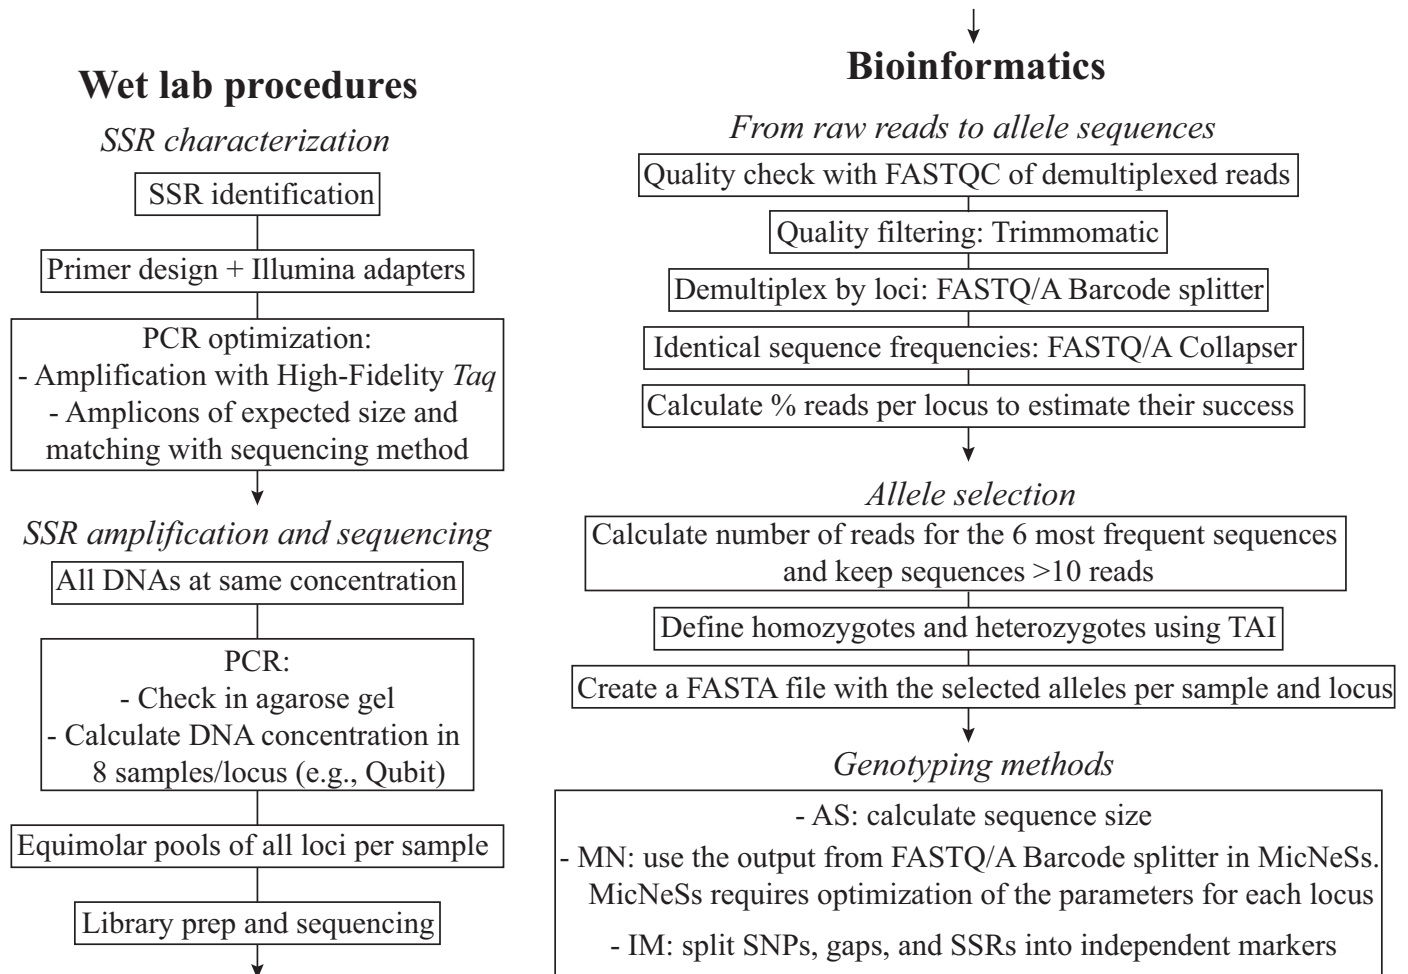 Wet lab procedures
SSR characterization
SSR identification
Primer design + Illumina adapters
PCR optimization:
- Amplification with High-Fidelity Taq
- Amplicons of expected size and
matching with sequencing method
SSR amplification and sequencing
All DNAs at same concentration
PCR:
- Check in agarose gel
- Calculate DNA concentration in
8 samples/locus (e.g., Qubit)
Equimolar pools of all loci per sample
Library prep and sequencing
Bioinformatics
From raw reads to allele sequences
Quality check with FASTQC of demultiplexed reads
Quality filtering: Trimmomatic
Demultiplex by loci: FASTQ/A Barcode splitter
Identical sequence frequencies: FASTQ/A Collapser
Calculate % reads per locus to estimate their success
Allele selection
Calculate number of reads for the 6 most frequent sequences
and keep sequences >10 reads
Define homozygotes and heterozygotes using TAI
Create a FASTA file with the selected alleles per sample and locus
Genotyping methods
- AS: calculate sequence size
- MN: use the output from FASTQ/A Barcode splitter in MicNeSs.
MicNeSs requires optimization of the parameters for each locus
- IM: split SNPs, gaps, and SSRs into independent markers